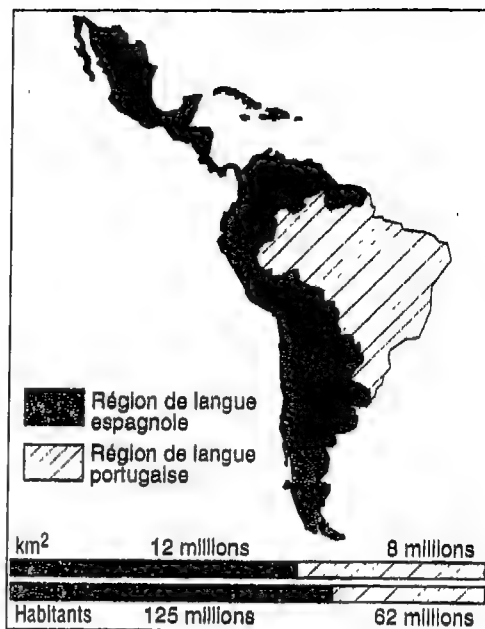 Région de langue
espagnole
Région de langue
portugaise
km² 12 millions 8 millions
Habitants 125 millions 62 millions